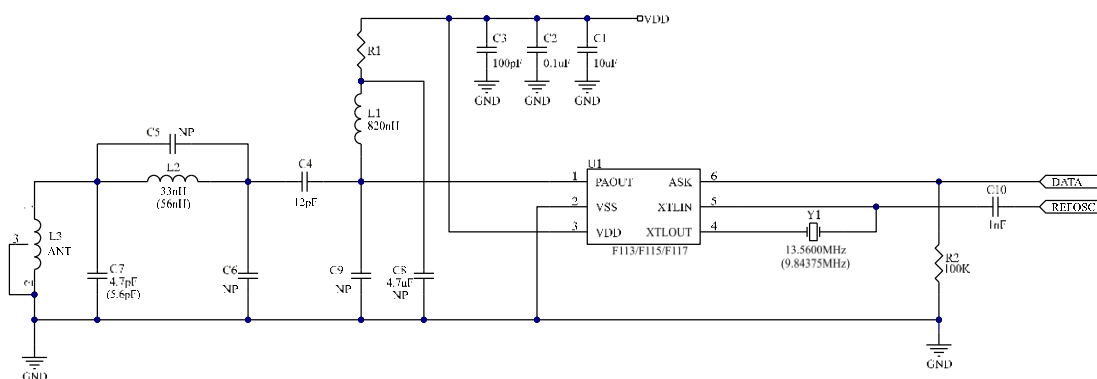 VDD
R1
C3
100pF
GND
C2
0.1uF
GND
C1
10uF
GND
L1
820nH
C5
NP
L2
33nH
(56nH)
C4
12pF
U1
1
PAOUT
ASK
6
2
VSS
XTLIN
5
3
VDD
XTLOUT
4
F113/F115/F117
DATA
C10
1nF
REFOSC
Y1
13.5600MHz
(9.84375MHz)
3
L3
ANT
C7
4.7pF
(5.6pF)
C6
NP
C9
NP
C8
4.7uF
NP
R2
100K
GND
GND